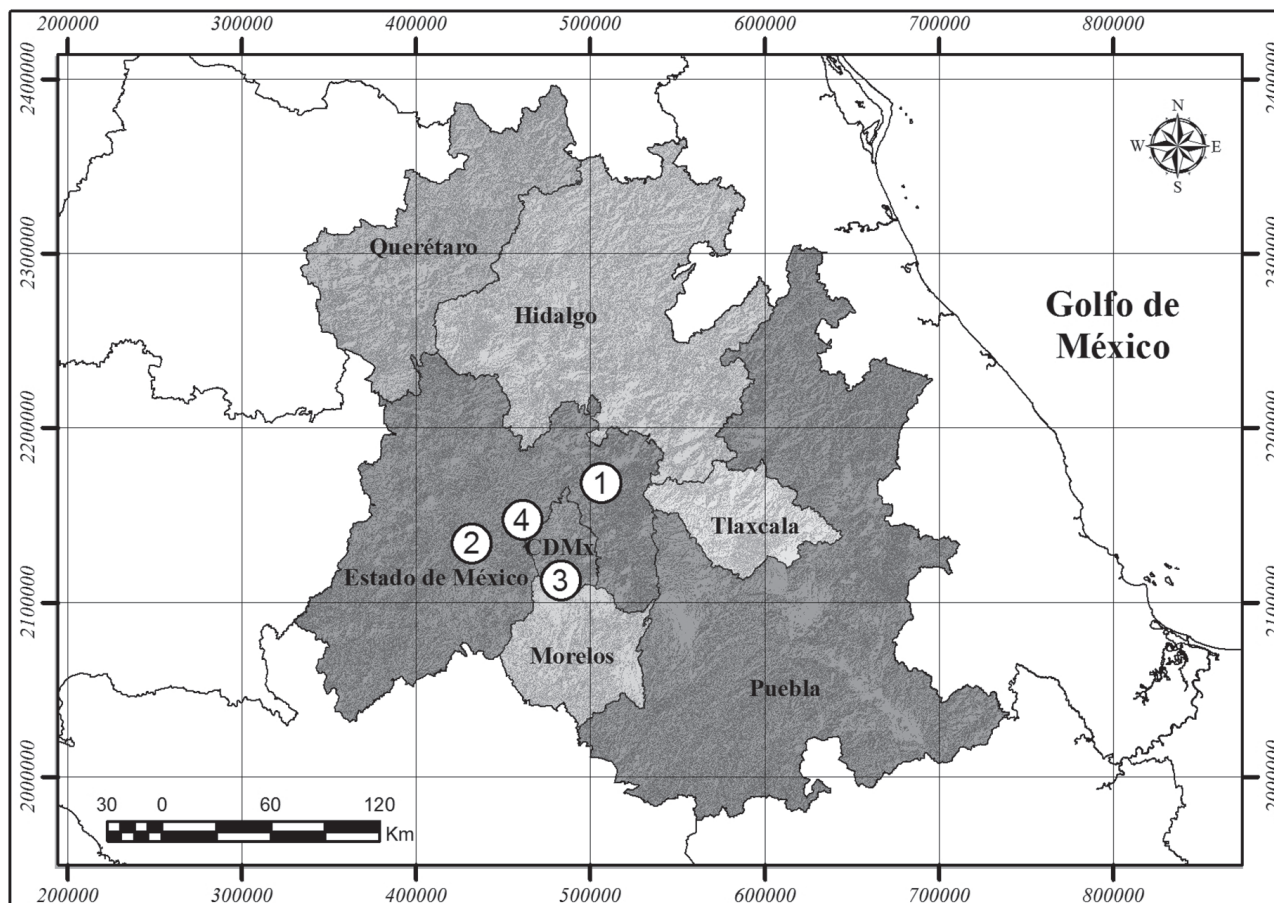 200000 300000 400000 500000 600000 700000 800000
2400000 2400000
N
W E
S
2300000 2300000
Querétaro
Hidalgo
Golfo de
México
2200000 2200000
1
4
Tlaxcala
2
CDMx
Estado de México
3
2100000 2100000
Morelos
Puebla
2000000 2000000
30 0 60 120
Km
200000 300000 400000 500000 600000 700000 800000